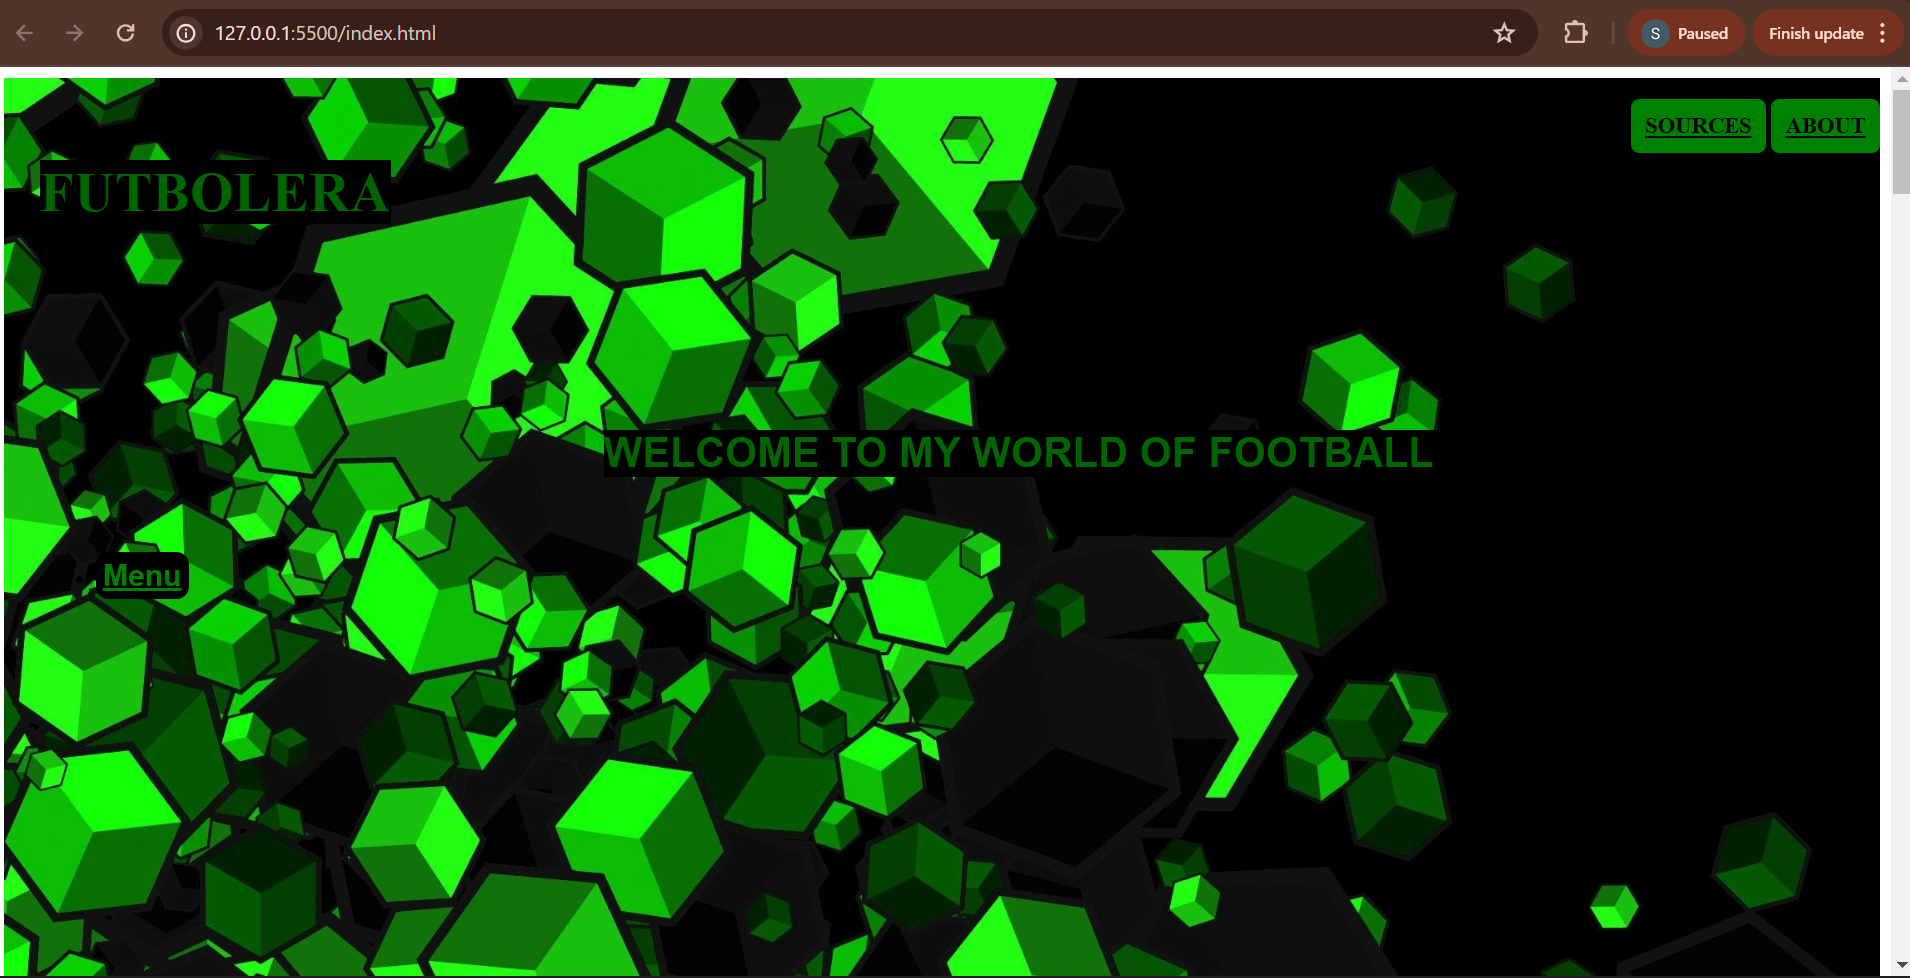 127.0.0.1:5500/index.html
S Paused
Finish update
SOURCES
ABOUT
FUTBOLERA
WELCOME TO MY WORLD OF FOOTBALL
Menu